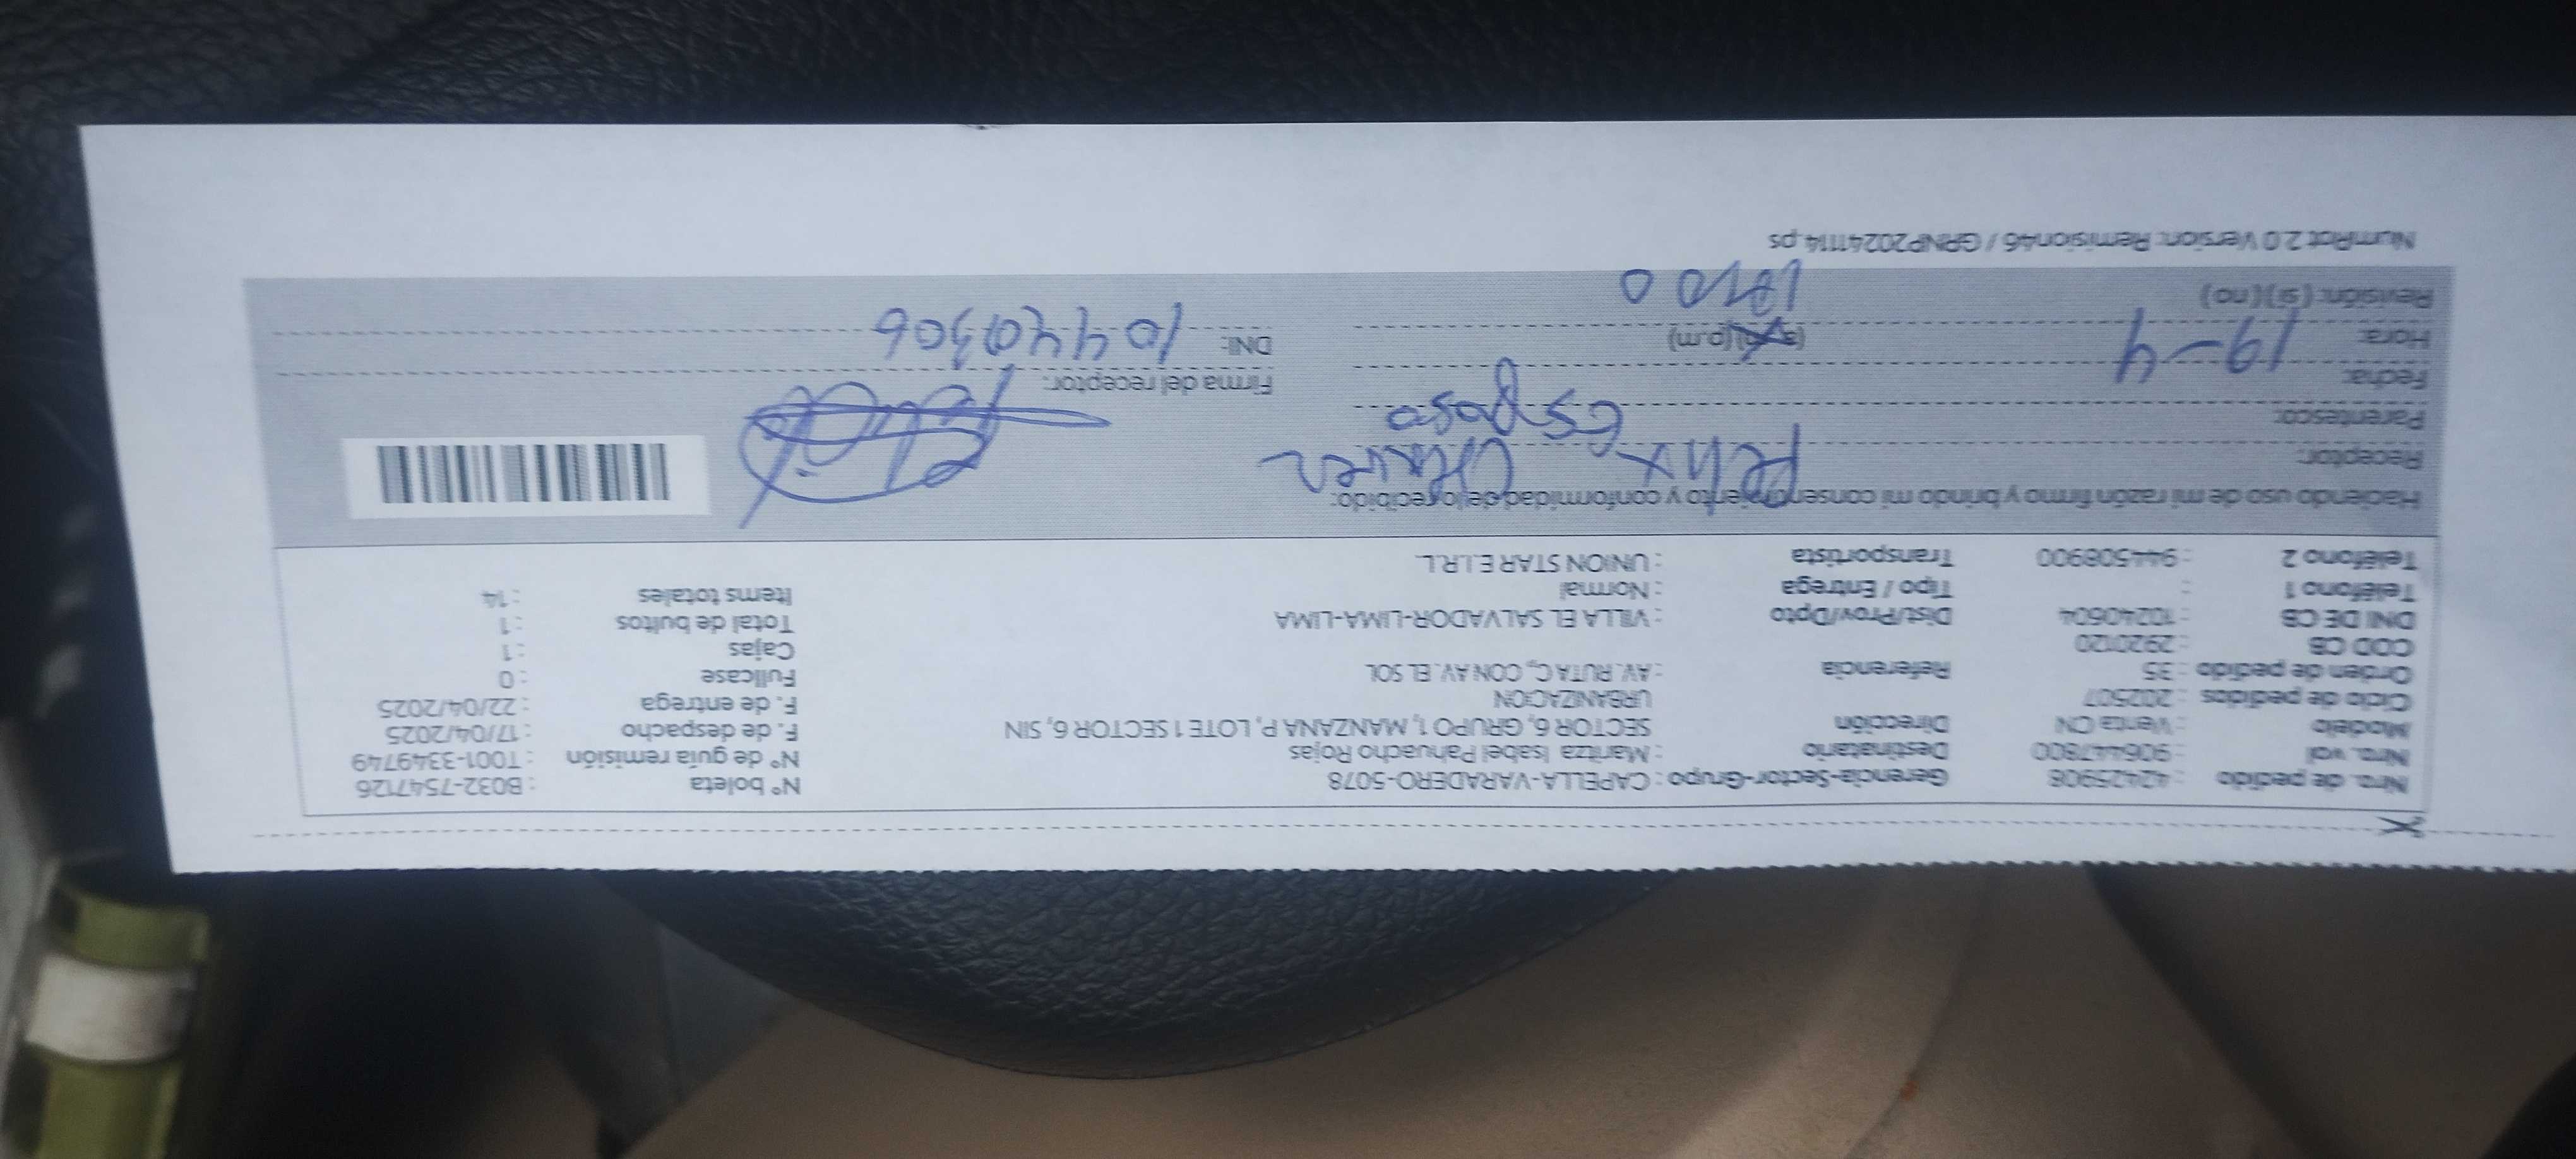 Nro. de pedido : 42425908 Gerencia-Sector-Grupo : CAPELLA-VARADERO-5078 N° boleta : B032-7547126
Nro. vol : 906447800 Destinatario : Maritza Isabel Pahuacho Rojas N° de guía remisión : T001-3349749
Modelo : Venta CN Dirección SECTOR 6, GRUPO 1, MANZANA P, LOTE 1 SECTOR 6, SIN F. de despacho : 17/04/2025
Ciclo de pedidos : 202507 URBANIZACION F. de entrega : 22/04/2025
Orden de pedido : 35 Referencia : AV. RUTA C, CON AV. EL SOL Fullcase : 0
COD CB : 2920120 Cajas : 1
DNI DE CB : 10240604 Dist/Prov/Dpto : VILLA EL SALVADOR-LIMA-LIMA Total de bultos : 1
Teléfono 1 : Tipo / Entrega : Normal Items totales : 14
Teléfono 2 : 944508900 Transportista : UNION STAR E.I.R.L.
Haciendo uso de mi razón firmo y brindo mi consentimiento y conformidad de lo recibido:
Receptor: Felix
Parentesco: Esposo
Fecha: 19-4 Firma del receptor:
Hora: (a.m)(p.m) DNI: 10440306
Revisión: (si)(no)
NumRot 2.0 Version: Remision46 / GRNP20241114.ps